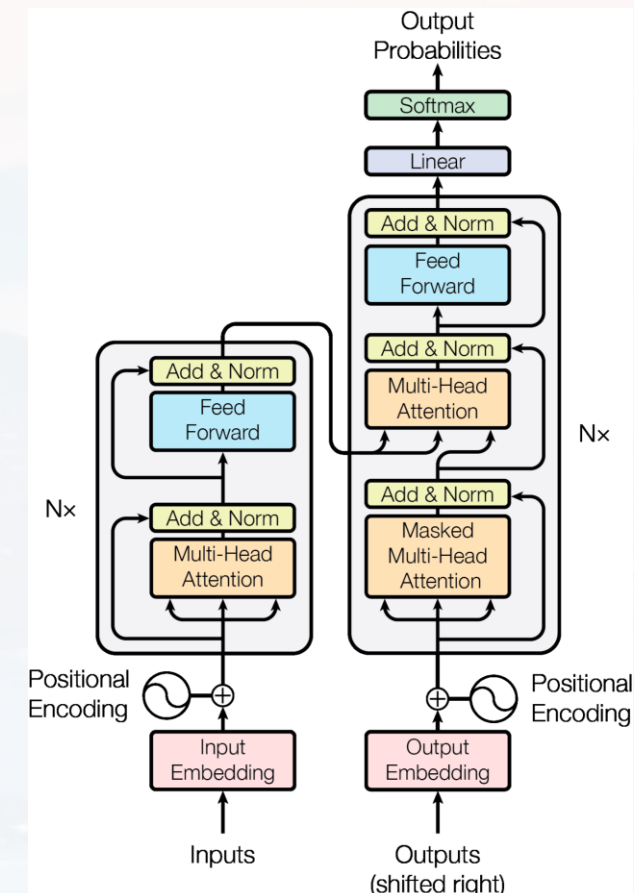 Output
Probabilities
Softmax
Linear
Add & Norm
Feed
Forward
Add & Norm
Multi-Head
Attention
Nx
Add & Norm
Masked
Multi-Head
Attention
Add & Norm
Feed
Forward
Nx
Add & Norm
Multi-Head
Attention
Positional
Encoding
Positional
Encoding
Input
Embedding
Output
Embedding
Inputs
Outputs
(shifted right)